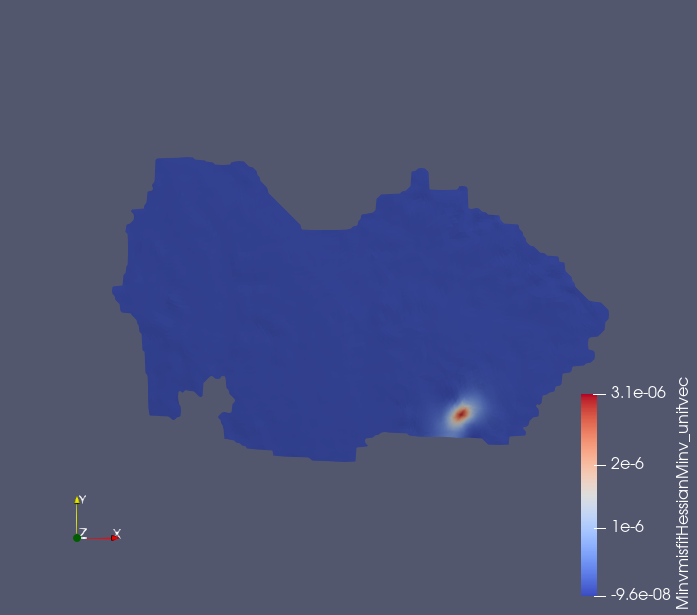 3.1e-06
2e-6
1e-6
-9.6e-08
MinvmisfitHessianMinv_unitvec
Y
Z
X